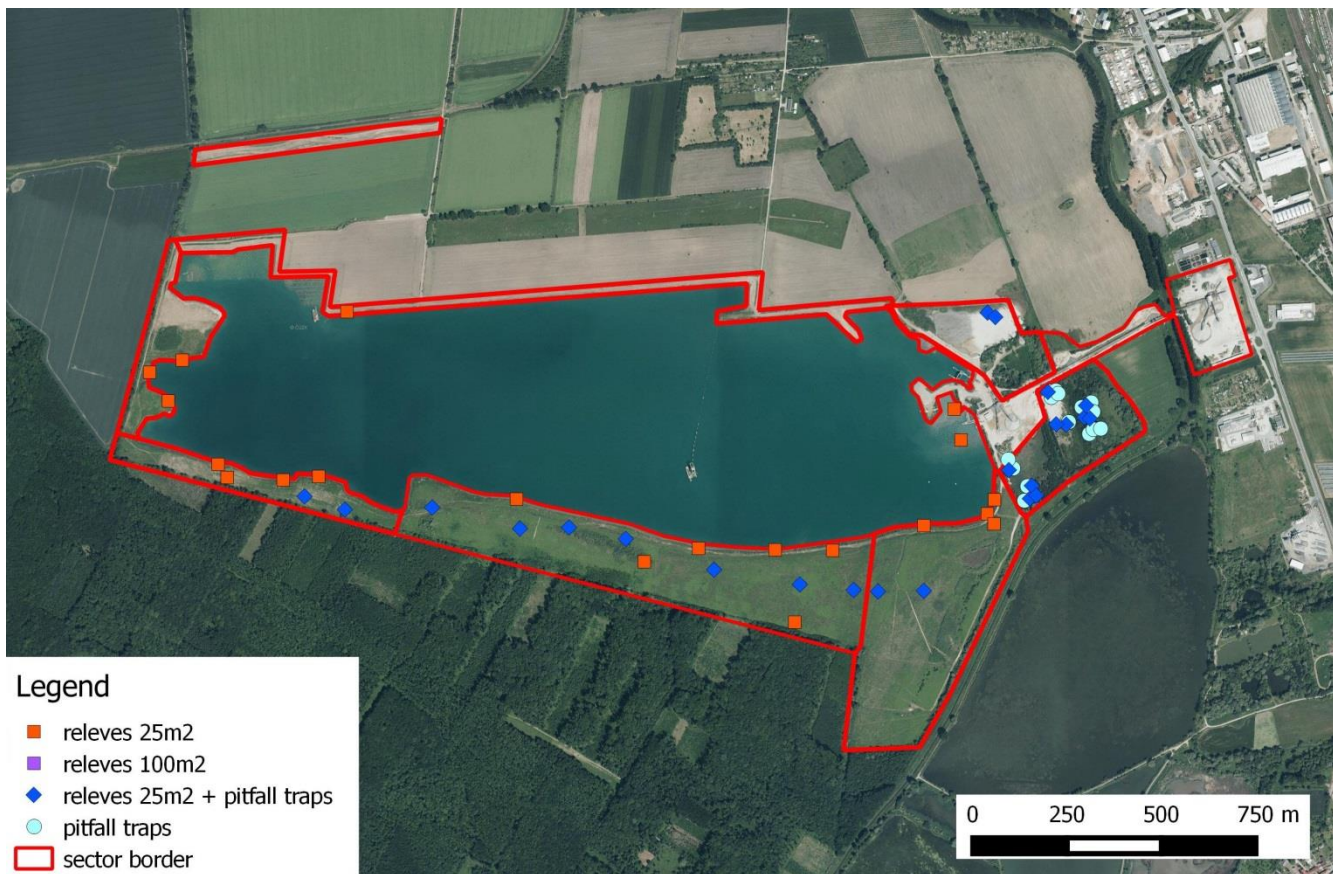 Legend
releves 25m2
releves 100m2
releves 25m2 + pitfall traps
pitfall traps
sector border
0 250 500 750 m